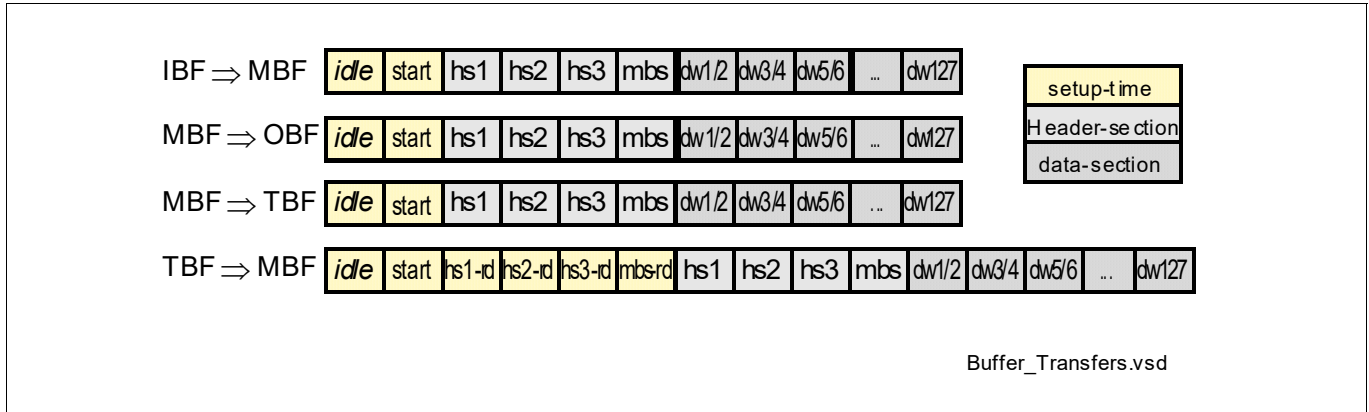 IBF ⇒ MBF idle start hs1 hs2 hs3 mbs dw1/2 dw3/4 dw5/6 ... dw127
MBF ⇒ OBF idle start hs1 hs2 hs3 mbs dw1/2 dw3/4 dw5/6 ... dw127
MBF ⇒ TBF idle start hs1 hs2 hs3 mbs dw1/2 dw3/4 dw5/6 ... dw127
TBF ⇒ MBF idle start hs1-rd hs2-rd hs3-rd mbs-rd hs1 hs2 hs3 mbs dw1/2 dw3/4 dw5/6 ... dw127
setup-time
Header-section
data-section
Buffer_Transfers.vsd